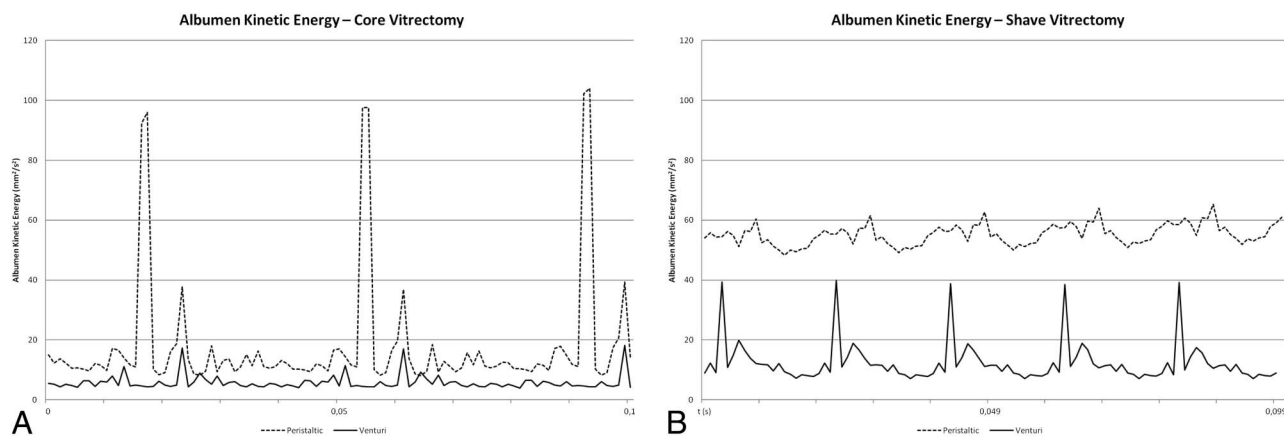 Albumen Kinetic Energy – Core Vitrectomy
120
100
80
60
40
20
0
Albumen Kinetic Energy (mm²/s²)
0
0,05
0,1
Peristaltic
Venturi
A
Albumen Kinetic Energy – Shave Vitrectomy
120
100
80
60
40
20
0
Albumen Kinetic Energy (mm²/s²)
t (s)
0,049
0,099
Peristaltic
Venturi
B